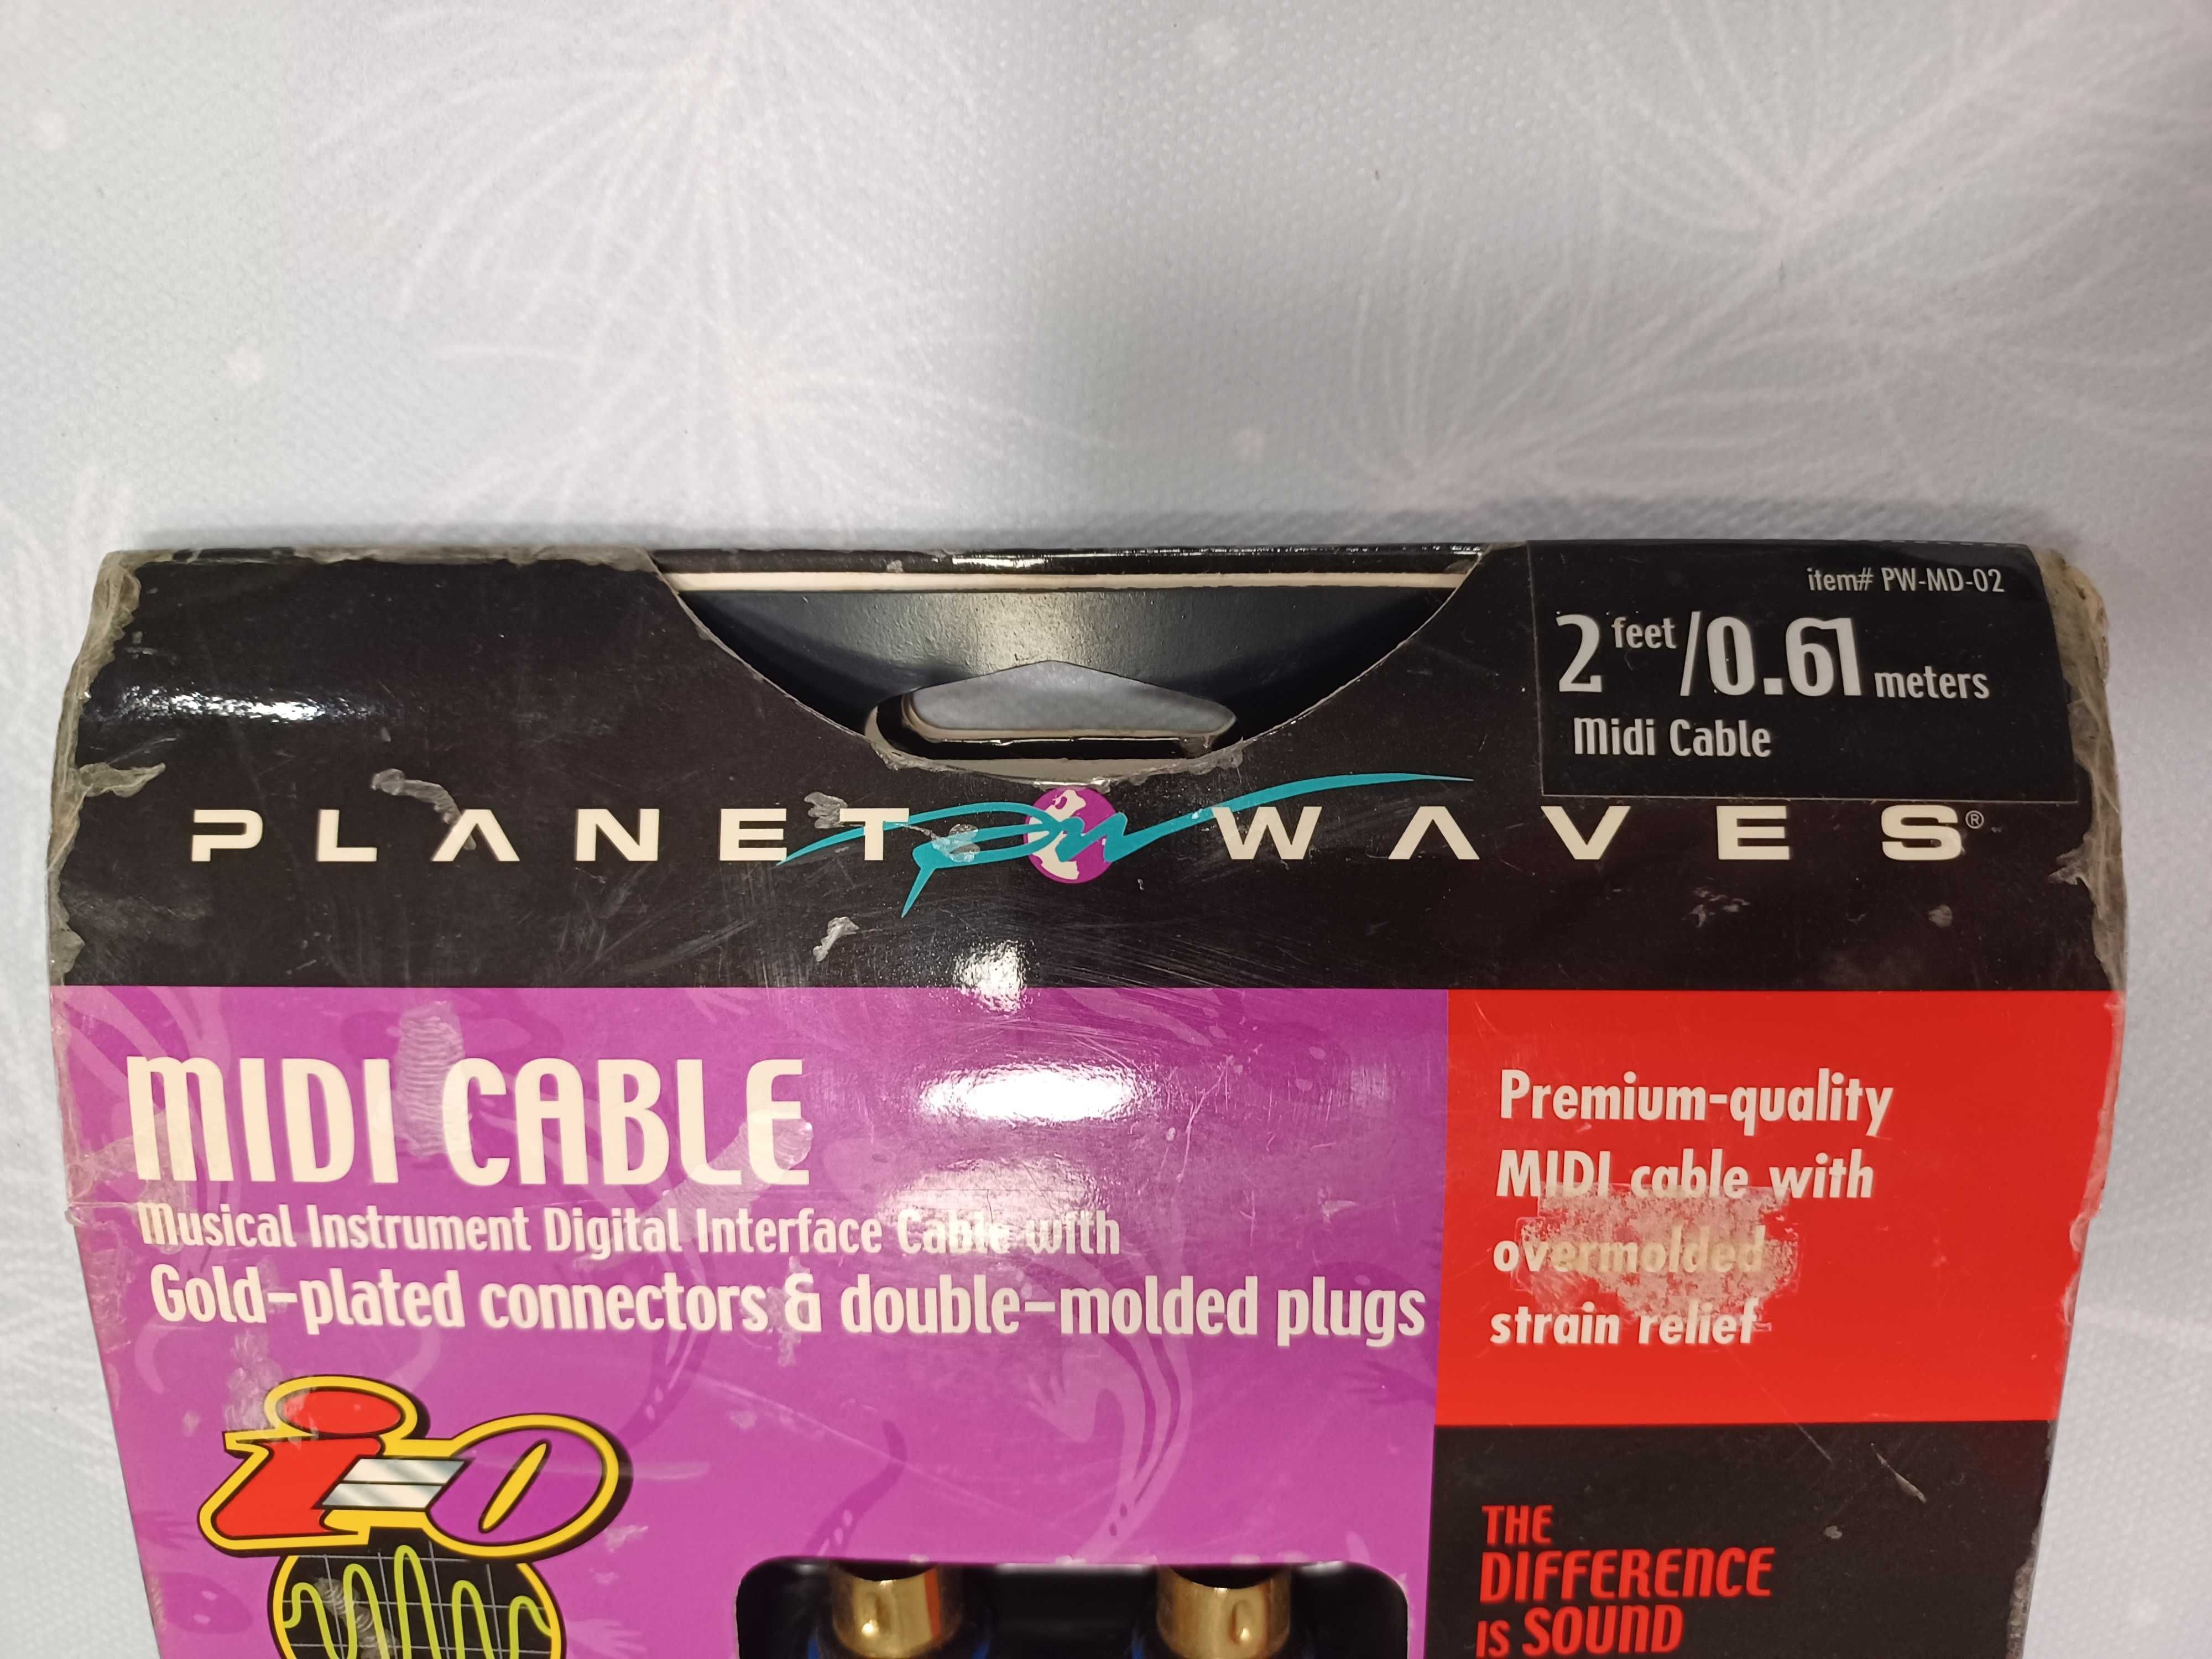 item# PW-MD-02
2 feet/0.61 meters
Midi Cable
PLANET PW WAVES®
MIDI CABLE
Musical Instrument Digital Interface Cable with
Gold-plated connectors & double-molded plugs
Premium-quality
MIDI cable with
overmolded
strain relief
i=o
THE
DIFFERENCE
IS SOUND